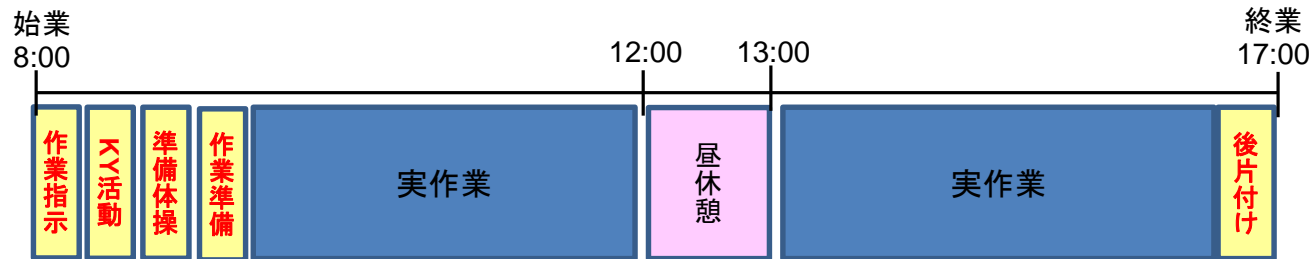 始業
8:00
12:00
13:00
終業
17:00
作業指示
KY活動
準備体操
作業準備
実作業
昼休憩
実作業
後片付け